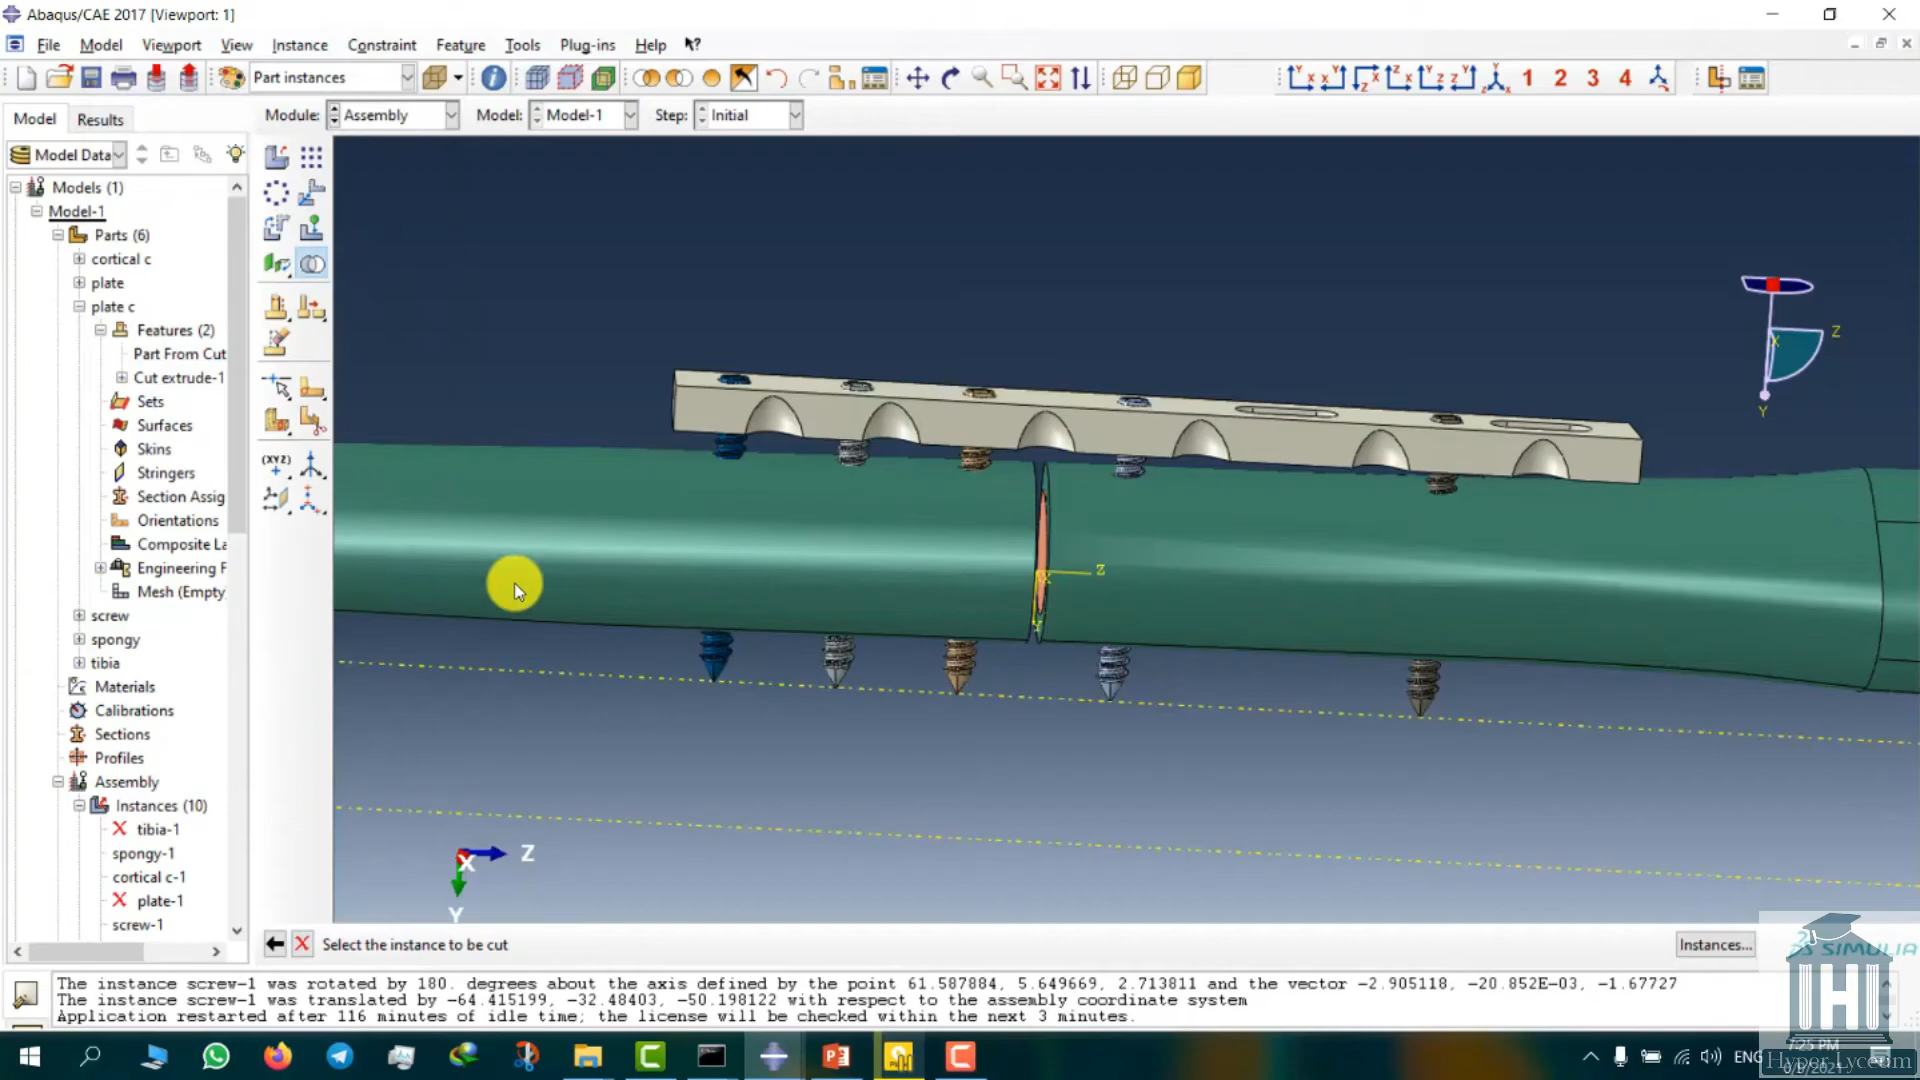 Abaqus/CAE 2017 [Viewport: 1]
File Model Viewport View Instance Constraint Feature Tools Plug-ins Help
Part instances
1 2 3 4
Model Results
Module: Assembly Model: Model-1 Step: Initial
Model Data
Models (1)
Model-1
Parts (6)
cortical c
plate
plate c
Features (2)
Part From Cut
Cut extrude-1
Sets
Surfaces
Skins
Stringers
Section Assig
Orientations
Composite La
Engineering F
Mesh (Empty
screw
spongy
tibia
Materials
Calibrations
Sections
Profiles
Assembly
Instances (10)
tibia-1
spongy-1
cortical c-1
plate-1
screw-1
(XYZ)
Z
X
Y
Z
X
Y
X
Z
Y
Select the instance to be cut
Instances...
SIMULIA
The instance screw-1 was rotated by 180. degrees about the axis defined by the point 61.587884, 5.649669, 2.713811 and the vector -2.905118, -20.852E-03, -1.67727
The instance screw-1 was translated by -64.415199, -32.48403, -50.198122 with respect to the assembly coordinate system
Application restarted after 116 minutes of idle time; the license will be checked within the next 3 minutes.
ENG
7:25 PM
Hyper Lyceum